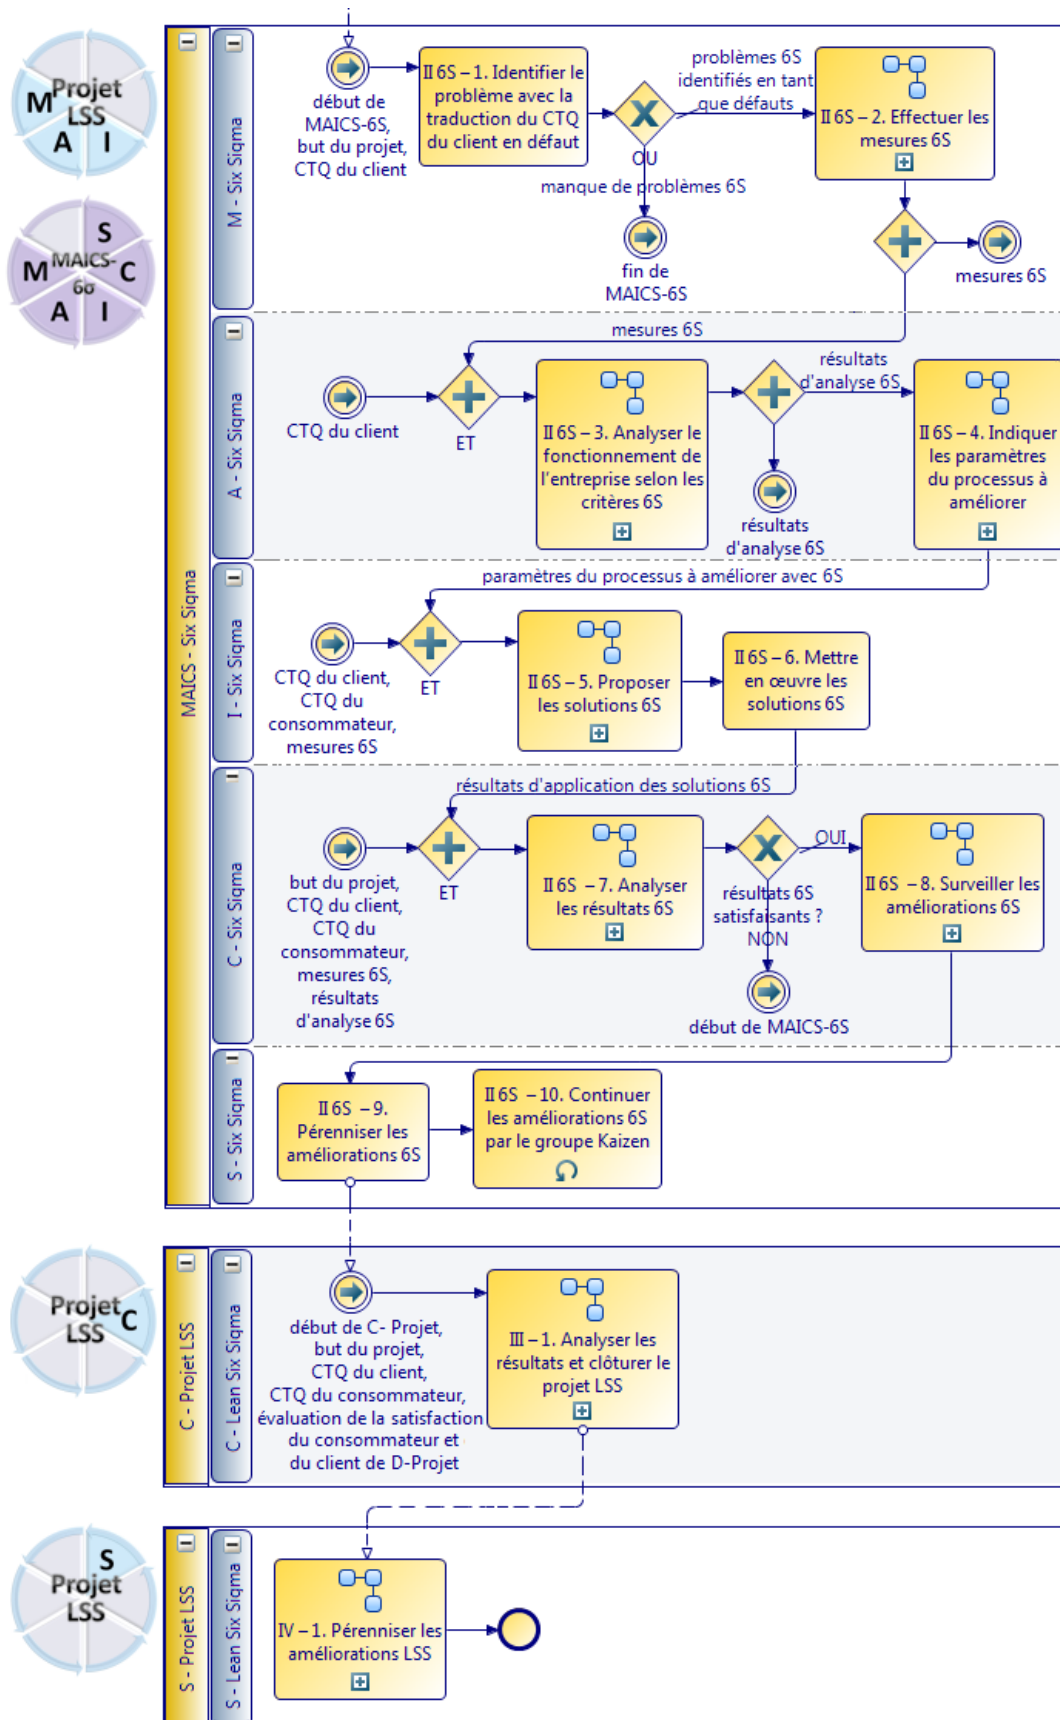 Projet
LSS
M
A
I
MAICS-
6σ
S
M
C
A
I
MAICS - Six Sigma
M - Six Sigma
début de
MAICS-6S,
but du projet,
CTQ du client
II 6S – 1. Identifier le
problème avec la
traduction du CTQ
du client en défaut
OU
problèmes 6S
identifiés en tant
que défauts
manque de problèmes 6S
fin de
MAICS-6S
II 6S – 2. Effectuer les
mesures 6S
mesures 6S
A - Six Sigma
mesures 6S
CTQ du client
ET
II 6S – 3. Analyser le
fonctionnement de
l'entreprise selon les
critères 6S
résultats
d'analyse 6S
résultats
d'analyse 6S
II 6S – 4. Indiquer
les paramètres
du processus à
améliorer
I - Six Sigma
paramètres du processus à améliorer avec 6S
CTQ du client,
CTQ du
consommateur,
mesures 6S
ET
II 6S – 5. Proposer
les solutions 6S
II 6S – 6. Mettre
en œuvre les
solutions 6S
C - Six Sigma
résultats d'application des solutions 6S
but du projet,
CTQ du client,
CTQ du
consommateur,
mesures 6S,
résultats
d'analyse 6S
ET
II 6S – 7. Analyser
les résultats 6S
résultats 6S
satisfaisants ?
NON
OUI
début de MAICS-6S
II 6S – 8. Surveiller les
améliorations 6S
S - Six Sigma
II 6S – 9.
Pérenniser les
améliorations 6S
II 6S – 10. Continuer
les améliorations 6S
par le groupe Kaizen
Projet
LSS
C
C - Projet LSS
C - Lean Six Sigma
début de C- Projet,
but du projet,
CTQ du client,
CTQ du consommateur,
évaluation de la satisfaction
du consommateur et
du client de D-Projet
III – 1. Analyser les
résultats et clôturer le
projet LSS
S
Projet
LSS
S - Projet LSS
S - Lean Six Sigma
IV – 1. Pérenniser les
améliorations LSS